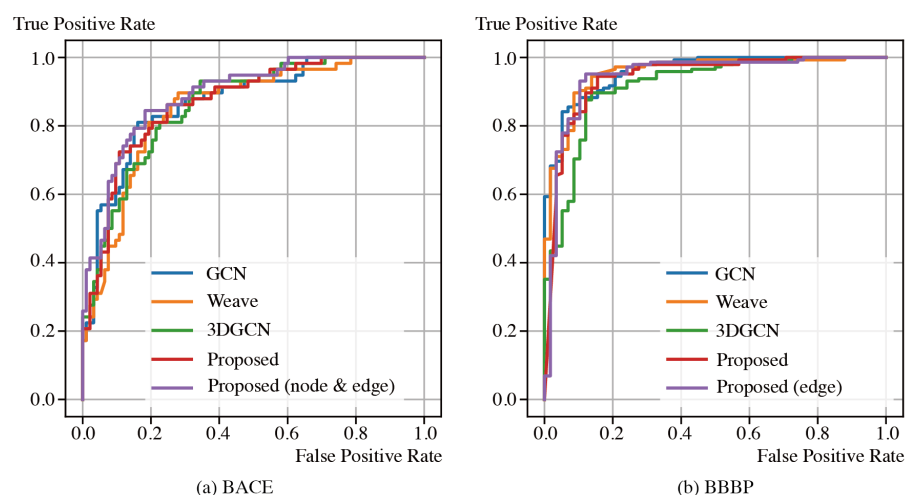 True Positive Rate
1.0
0.8
0.6
0.4
0.2
0.0
GCN
Weave
3DGCN
Proposed
Proposed (node & edge)
0.0 0.2 0.4 0.6 0.8 1.0
False Positive Rate
(a) BACE
True Positive Rate
1.0
0.8
0.6
0.4
0.2
0.0
GCN
Weave
3DGCN
Proposed
Proposed (edge)
0.0 0.2 0.4 0.6 0.8 1.0
False Positive Rate
(b) BBBP